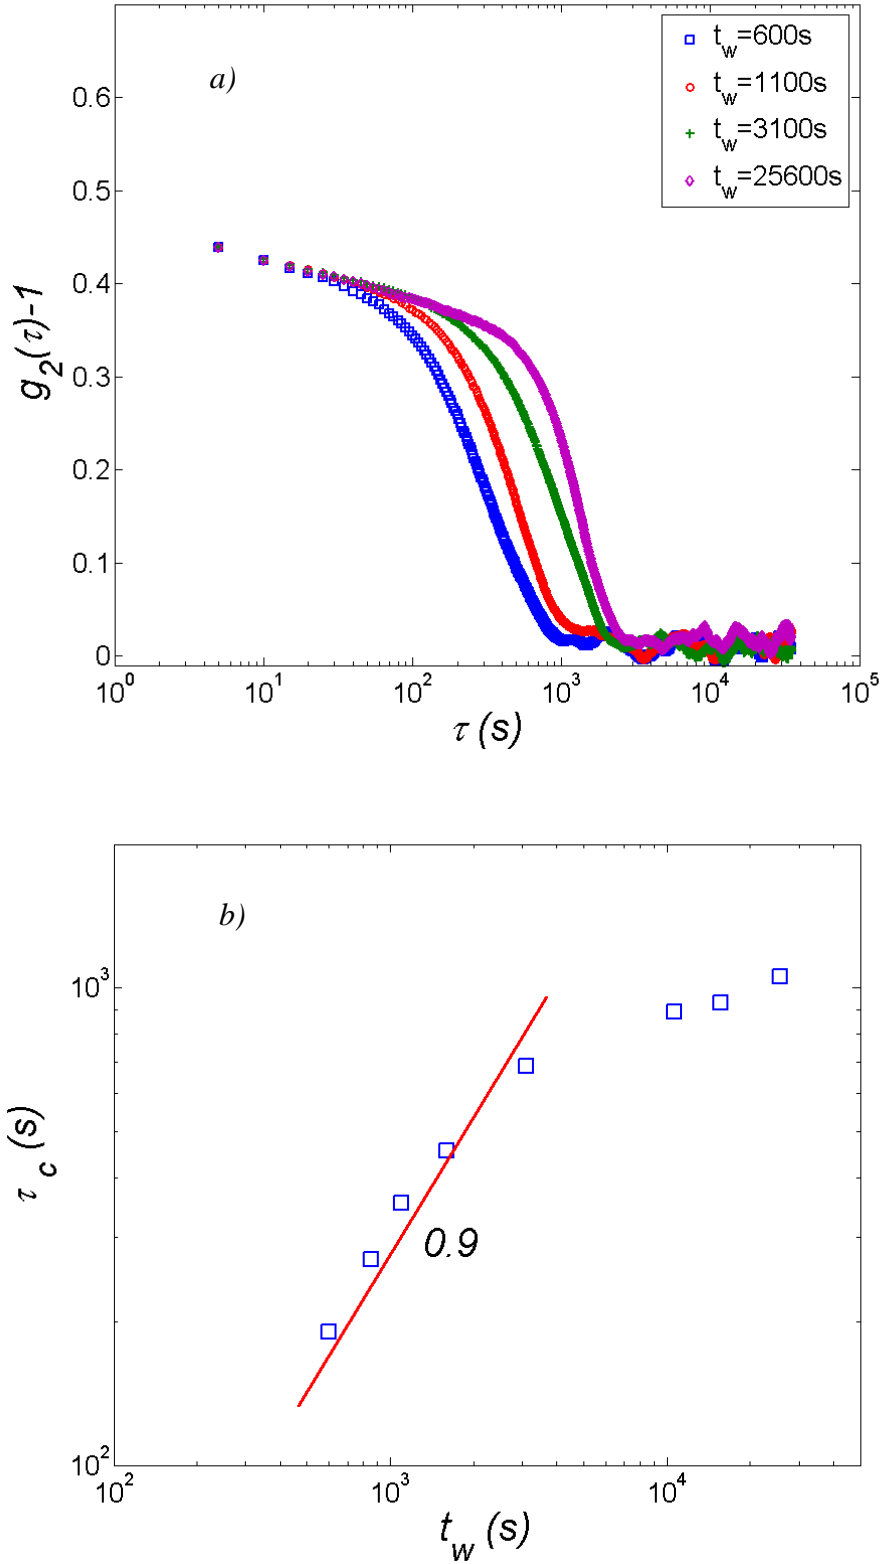 a)
t_w=600s
t_w=1100s
t_w=3100s
t_w=25600s
g_2(τ)-1
0.6
0.5
0.4
0.3
0.2
0.1
0
10^0 10^1 10^2 10^3 10^4 10^5
τ (s)
b)
τ_c (s)
10^3
0.9
10^2
10^2 10^3 10^4
t_w (s)